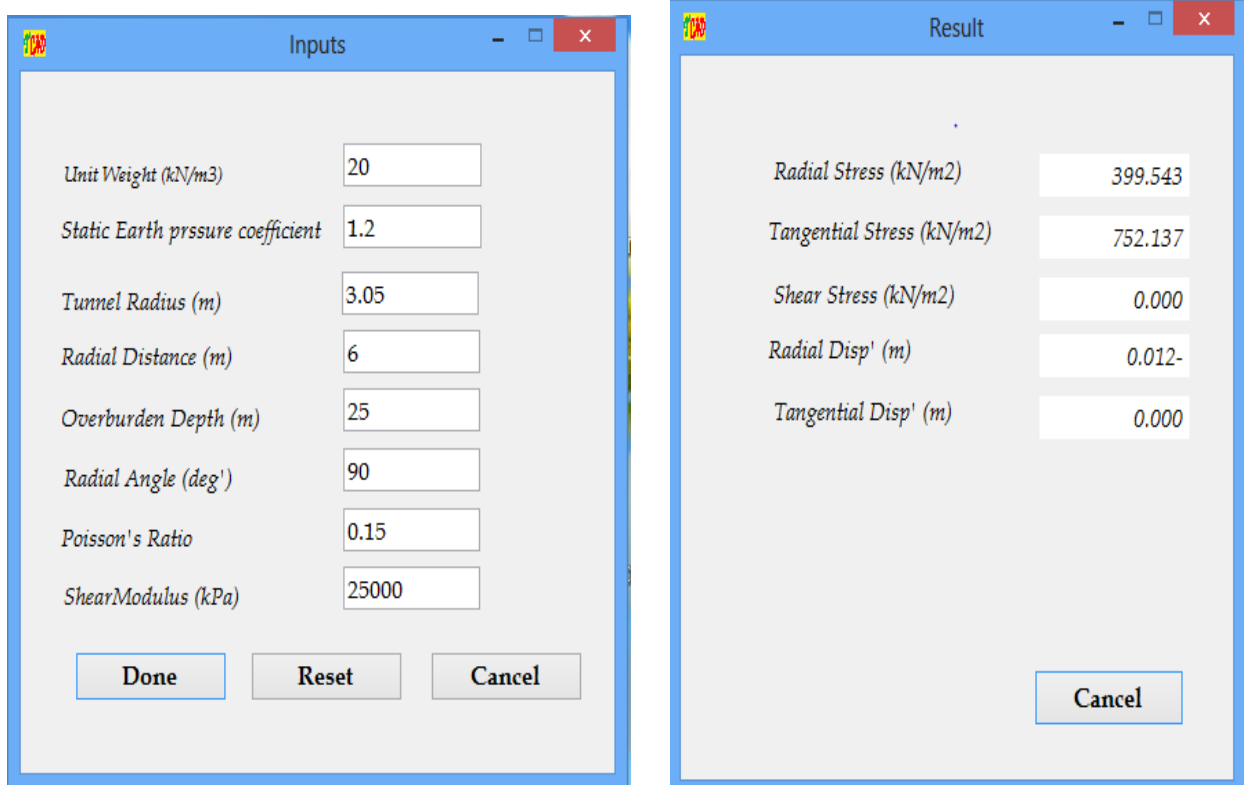 Inputs
Unit Weight (kN/m3) 20
Static Earth prssure coefficient 1.2
Tunnel Radius (m) 3.05
Radial Distance (m) 6
Overburden Depth (m) 25
Radial Angle (deg') 90
Poisson's Ratio 0.15
ShearModulus (kPa) 25000
Done Reset Cancel
Result
Radial Stress (kN/m2) 399.543
Tangential Stress (kN/m2) 752.137
Shear Stress (kN/m2) 0.000
Radial Disp' (m) 0.012-
Tangential Disp' (m) 0.000
Cancel